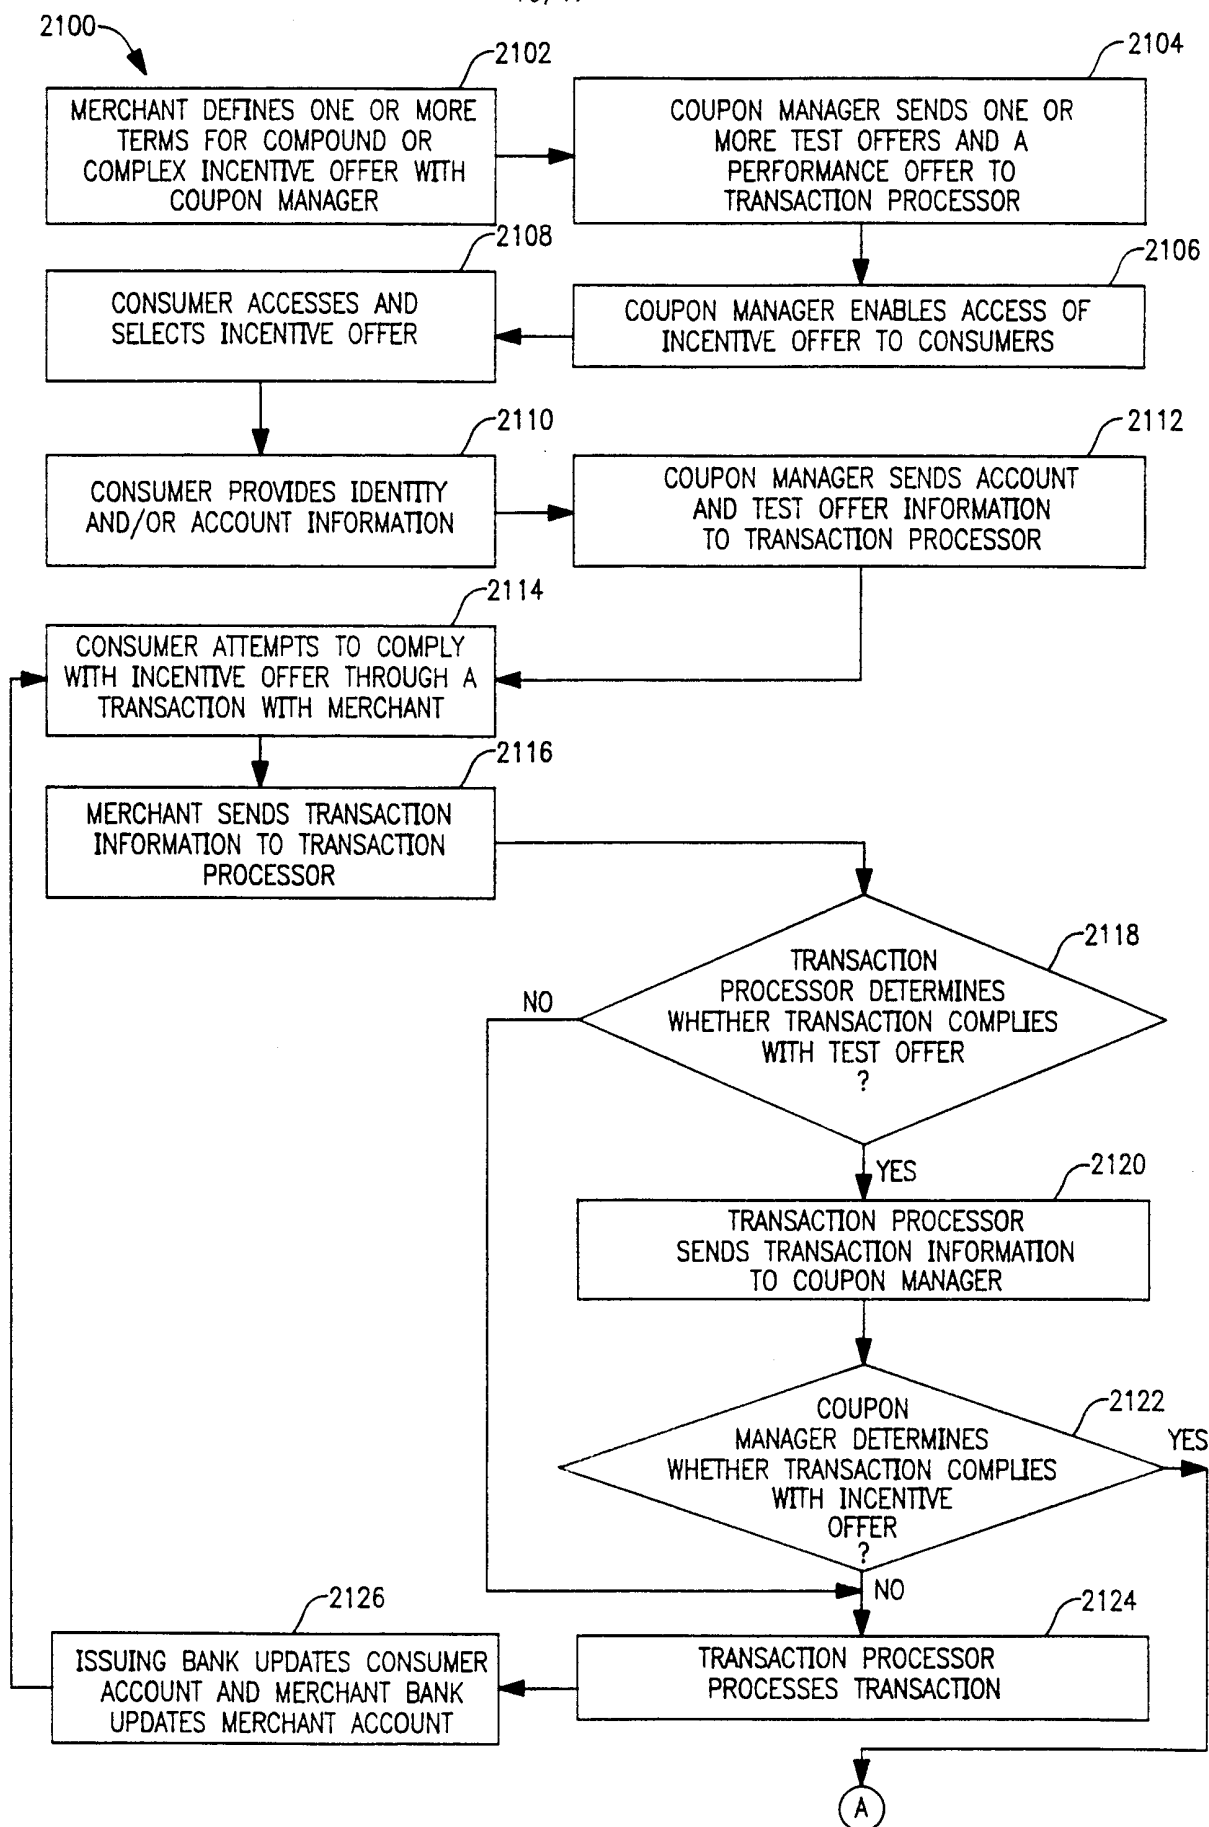 2100
2102
MERCHANT DEFINES ONE OR MORE
TERMS FOR COMPOUND OR
COMPLEX INCENTIVE OFFER WITH
COUPON MANAGER
2104
COUPON MANAGER SENDS ONE OR
MORE TEST OFFERS AND A
PERFORMANCE OFFER TO
TRANSACTION PROCESSOR
2108
CONSUMER ACCESSES AND
SELECTS INCENTIVE OFFER
2106
COUPON MANAGER ENABLES ACCESS OF
INCENTIVE OFFER TO CONSUMERS
2110
CONSUMER PROVIDES IDENTITY
AND/OR ACCOUNT INFORMATION
2112
COUPON MANAGER SENDS ACCOUNT
AND TEST OFFER INFORMATION
TO TRANSACTION PROCESSOR
2114
CONSUMER ATTEMPTS TO COMPLY
WITH INCENTIVE OFFER THROUGH A
TRANSACTION WITH MERCHANT
2116
MERCHANT SENDS TRANSACTION
INFORMATION TO TRANSACTION
PROCESSOR
2118
TRANSACTION
PROCESSOR DETERMINES
WHETHER TRANSACTION COMPLIES
WITH TEST OFFER
?
NO
YES
2120
TRANSACTION PROCESSOR
SENDS TRANSACTION INFORMATION
TO COUPON MANAGER
2122
COUPON
MANAGER DETERMINES
WHETHER TRANSACTION COMPLIES
WITH INCENTIVE
OFFER
?
YES
NO
2124
TRANSACTION PROCESSOR
PROCESSES TRANSACTION
2126
ISSUING BANK UPDATES CONSUMER
ACCOUNT AND MERCHANT BANK
UPDATES MERCHANT ACCOUNT
A